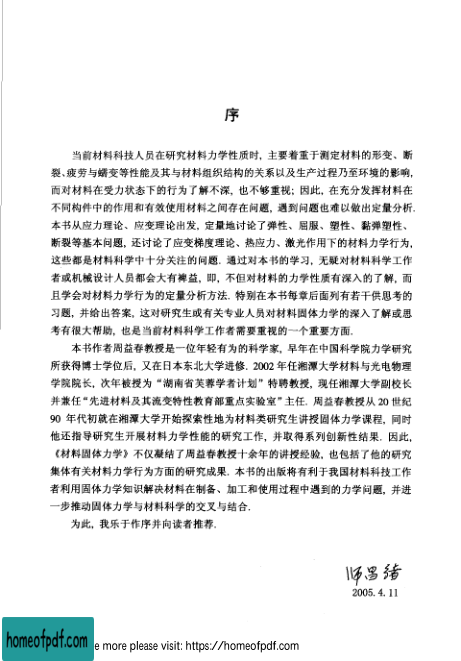 序
当前材料科技人员在研究材料力学性质时, 主要着重于测定材料的形变、断
裂、疲劳与蠕变等性能及其与材料组织结构的关系以及生产过程乃至环境的影响,
而对材料在受力状态下的行为了解不深, 也不够重视; 因此, 在充分发挥材料在
不同构件中的作用和有效使用材料之间存在问题, 遇到问题也难以做出定量分析.
本书从应力理论、应变理论出发, 定量地讨论了弹性、屈服、塑性、黏弹塑性、
断裂等基本问题, 还讨论了应变梯度理论、热应力、激光作用下的材料力学行为,
这些都是材料科学中十分关注的问题. 通过对本书的学习, 无疑对材料科学工作
者或机械设计人员都会大有裨益, 即, 不但对材料的力学性质有深入的了解, 而
且学会对材料力学行为的定量分析方法. 特别在本书每章后面列有若干供思考的
习题, 并给出答案, 这对研究生或有关专业人员对材料固体力学的深入了解或思
考有很大帮助, 也是当前材料科学工作者需要重视的一个重要方面.
本书作者周益春教授是一位年轻有为的科学家, 早年在中国科学院力学研究
所获得博士学位后, 又在日本东北大学进修. 2002 年任湘潭大学材料与光电物理
学院院长, 次年被授为“湖南省芙蓉学者计划”特聘教授, 现任湘潭大学副校长
并兼任“先进材料及其流变特性教育部重点实验室”主任. 周益春教授从 20 世纪
90 年代初就在湘潭大学开始探索性地为材料类研究生讲授固体力学课程, 同时
他还指导研究生开展材料力学性能的研究工作, 并取得系列创新性结果. 因此,
《材料固体力学》不仅凝结了周益春教授十余年的讲授经验, 也包括了他的研究
集体有关材料力学行为方面的研究成果. 本书的出版将有利于我国材料科技工作
者利用固体力学知识解决材料在制备、加工和使用过程中遇到的力学问题, 并进
一步推动固体力学与材料科学的交叉与结合.
为此, 我乐于作序并向读者推荐.
师昌绪
2005. 4. 11
homeofpdf.com
e more please visit: https://homeofpdf.com